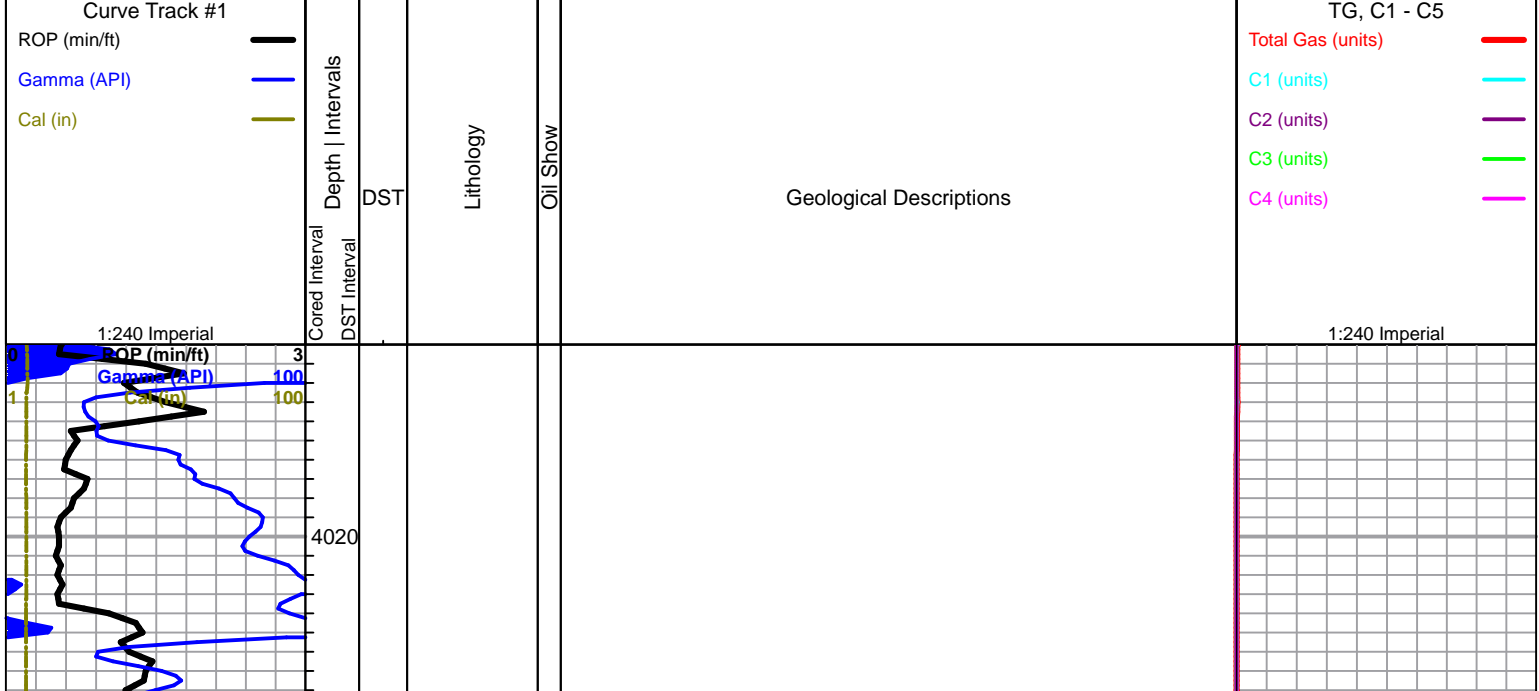 Curve Track #1
ROP (min/ft)
Gamma (API)
Cal (in)
1:240 Imperial
Depth | Intervals
Cored Interval
DST Interval
DST
Lithology
Oil Show
Geological Descriptions
TG, C1 - C5
Total Gas (units)
C1 (units)
C2 (units)
C3 (units)
C4 (units)
1:240 Imperial
0 ROP (min/ft) 3
Gamma (API) 100
1 Cal (in) 100
4020